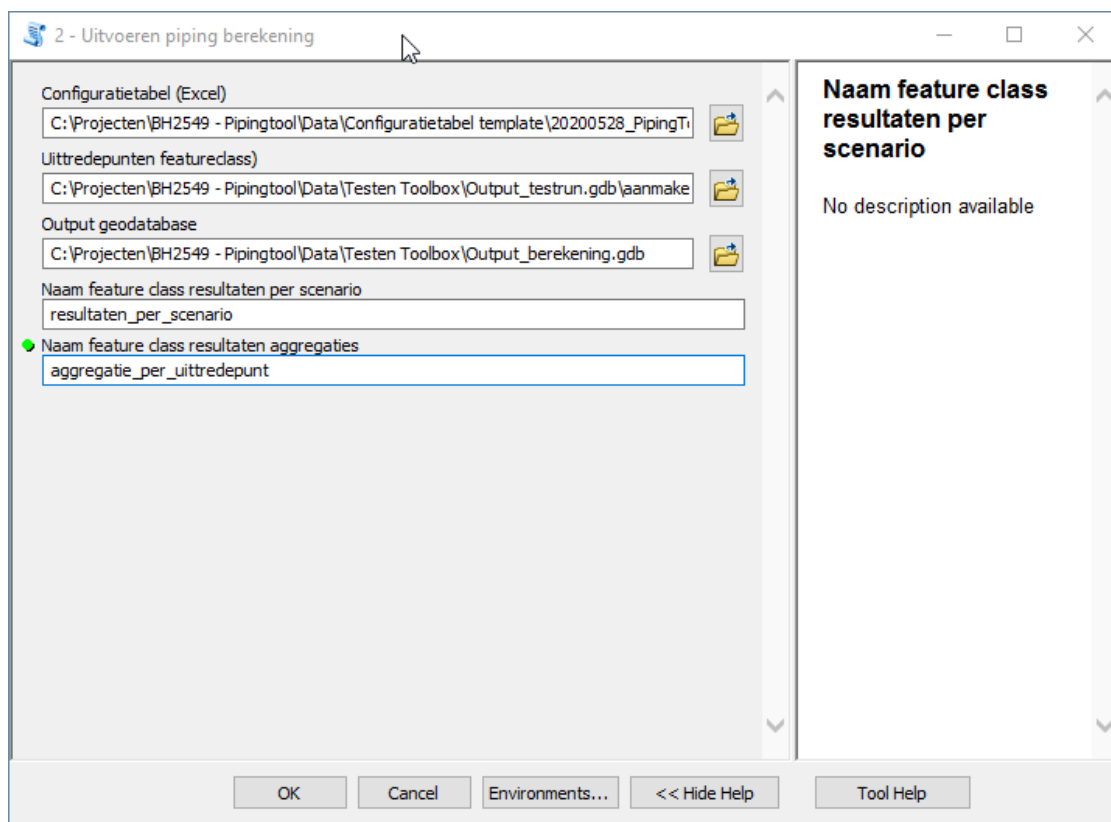 2 - Uitvoeren piping berekening
Configuratietabel (Excel)
C:\Projecten\BH2549 - Pipingtool\Data\Configuratietabel template\20200528_PipingT
Uittredepunten featureclass)
C:\Projecten\BH2549 - Pipingtool\Data\Testen Toolbox\Output_testrun.gdb\aanmake
Output geodatabase
C:\Projecten\BH2549 - Pipingtool\Data\Testen Toolbox\Output_berekening.gdb
Naam feature class resultaten per scenario
resultaten_per_scenario
Naam feature class resultaten aggregaties
aggregatie_per_uittredepunt
OK
Cancel
Environments...
<< Hide Help
Naam feature class
resultaten per
scenario
No description available
Tool Help